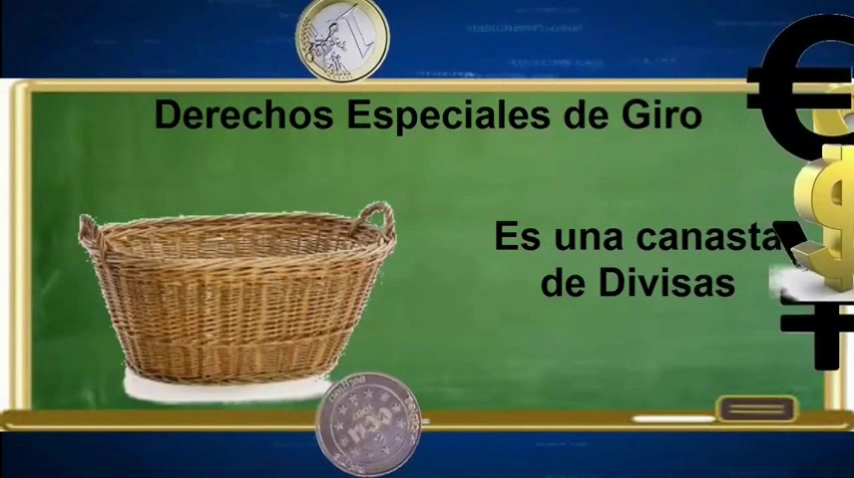 Derechos Especiales de Giro
Es una canasta
de Divisas